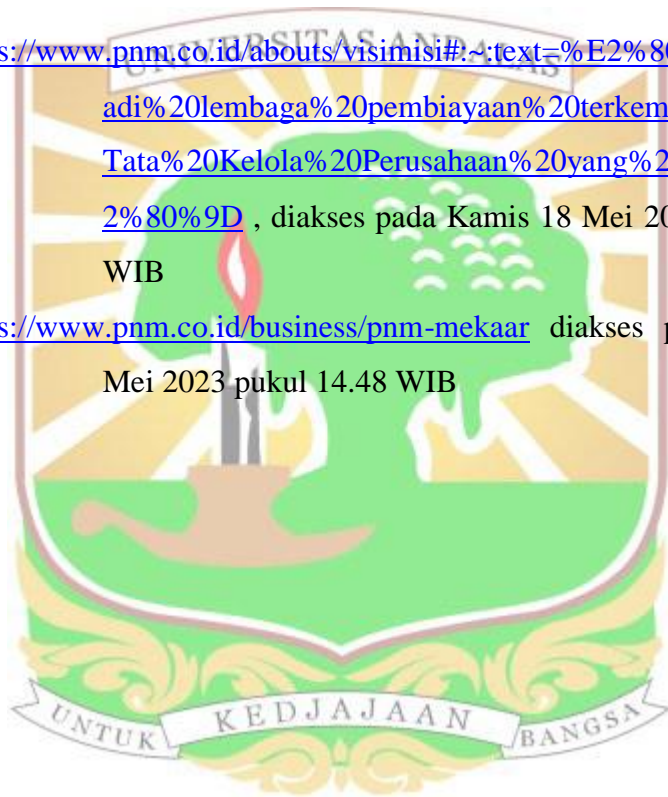 UNIVERSITAS ANDALAS
s://www.pnm.co.id/abouts/visimisi#:~:text=%E2%80
adi%20lembaga%20pembiayaan%20terkem
Tata%20Kelola%20Perusahaan%20yang%2
2%80%9D , diakses pada Kamis 18 Mei 20
WIB
s://www.pnm.co.id/business/pnm-mekaar diakses p
Mei 2023 pukul 14.48 WIB
UNTUK KEDJAJAAN BANGSA